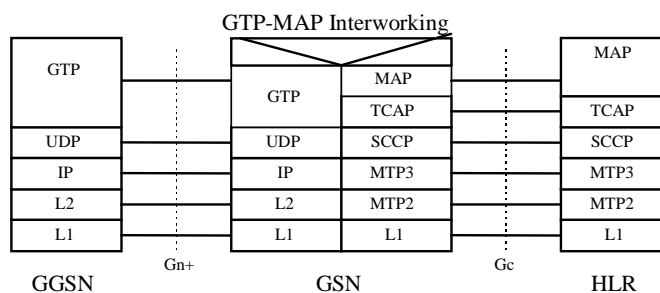 GTP-MAP Interworking
GTP
GTP
MAP
MAP
TCAP
TCAP
UDP
UDP
SCCP
SCCP
IP
IP
MTP3
MTP3
L2
L2
MTP2
MTP2
L1
L1
L1
L1
Gn+
Gc
GGSN
GSN
HLR